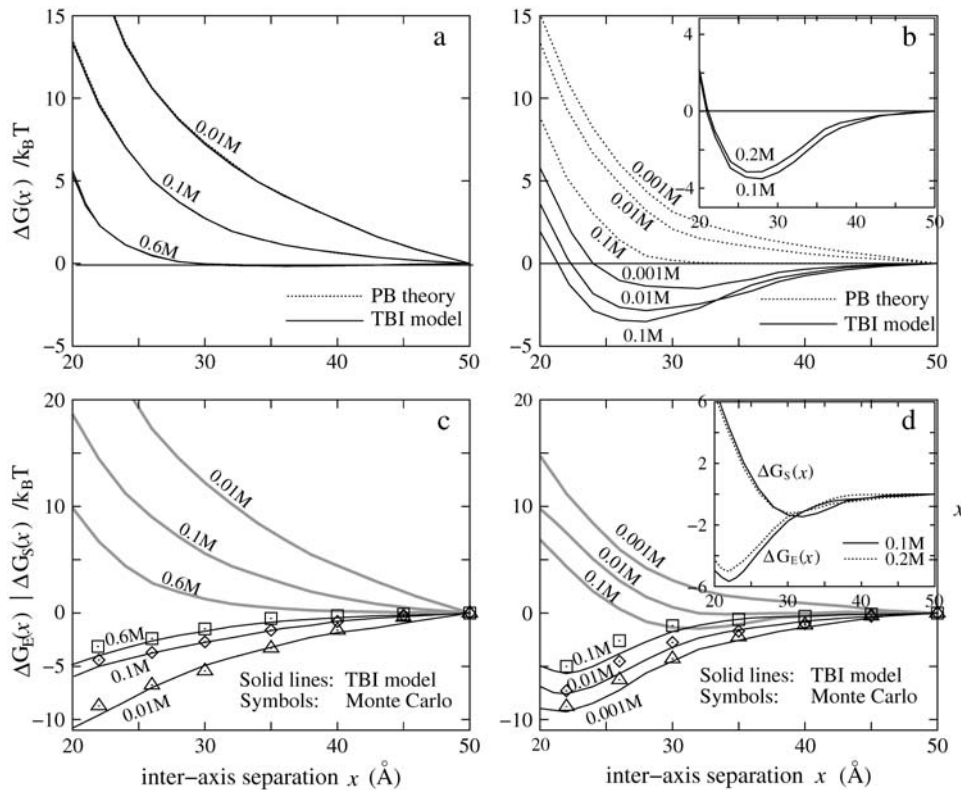 15
10
5
0
−5
ΔG(x) /k_BT
a
0.01M
0.1M
0.6M
PB theory
TBI model
20
30
40
50
15
10
5
0
−5
b
0.001M
0.01M
0.1M
0.001M
0.01M
0.1M
PB theory
TBI model
20
30
40
50
4
0
−4
0.2M
0.1M
20
30
40
50
20
10
0
−10
ΔG_E(x) | ΔG_S(x) /k_BT
c
0.01M
0.1M
0.6M
0.6M
0.1M
0.01M
Solid lines: TBI model
Symbols: Monte Carlo
20
30
40
50
inter−axis separation x (Å)
20
10
0
−10
d
0.001M
0.01M
0.1M
0.1M
0.01M
0.001M
Solid lines: TBI model
Symbols: Monte Carlo
20
30
40
50
inter−axis separation x (Å)
6
2
−2
−6
ΔG_S(x)
ΔG_E(x)
0.1M
0.2M
20
30
40
50
x